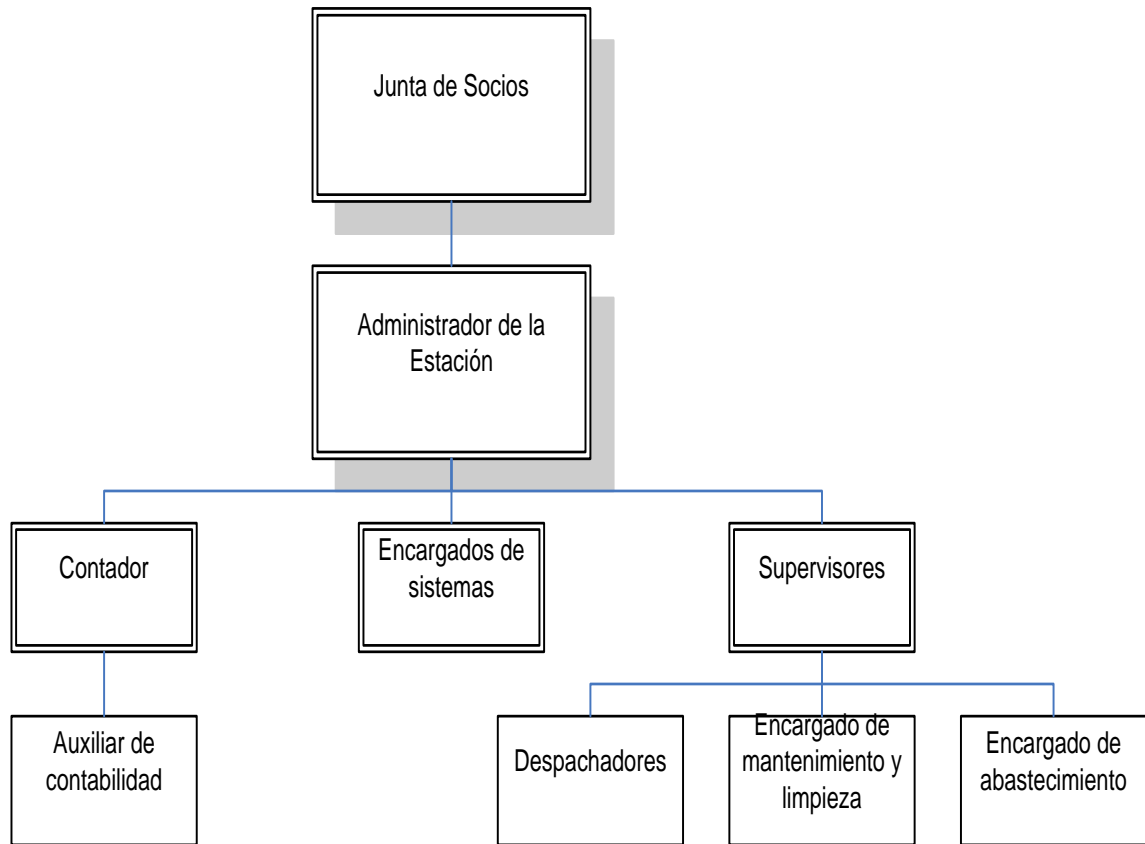 Junta de Socios
Administrador de la
Estación
Contador
Encargados de
sistemas
Supervisores
Auxiliar de
contabilidad
Despachadores
Encargado de
mantenimiento y
limpieza
Encargado de
abastecimiento